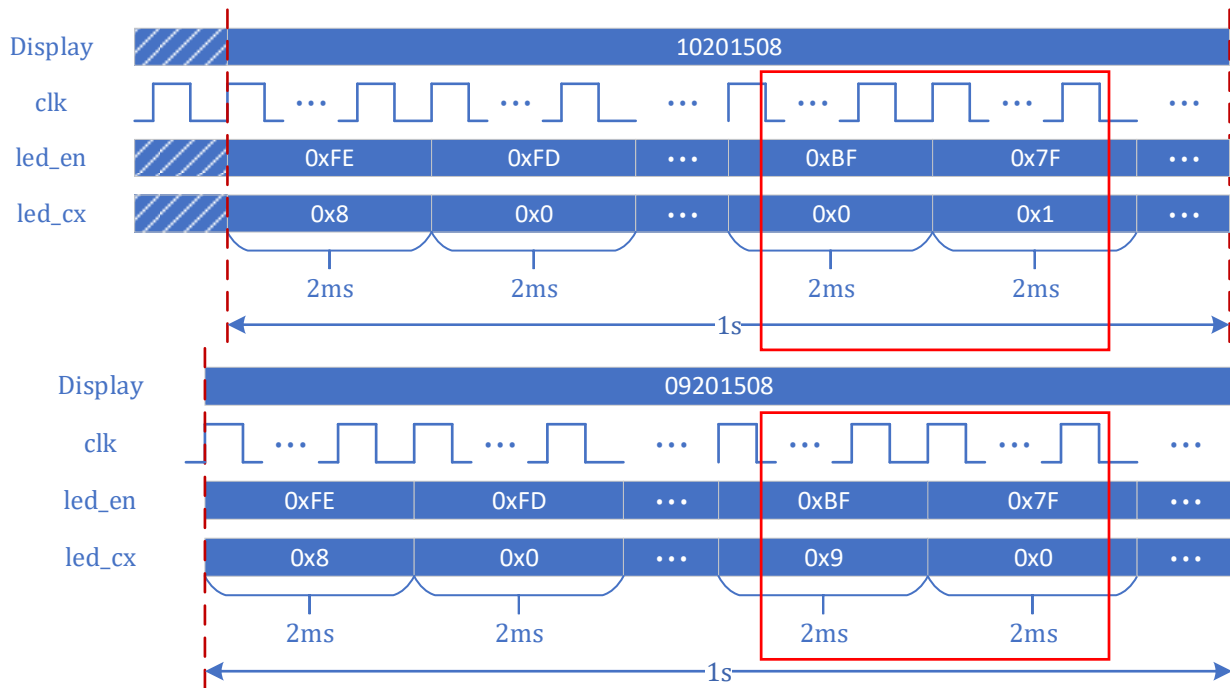 Display 10201508
clk ... ... ... ... ... ...
led_en 0xFE 0xFD ... 0xBF 0x7F ...
led_cx 0x8 0x0 ... 0x0 0x1 ...
2ms 2ms 2ms 2ms
1s
Display 09201508
clk ... ... ... ... ... ...
led_en 0xFE 0xFD ... 0xBF 0x7F ...
led_cx 0x8 0x0 ... 0x9 0x0 ...
2ms 2ms 2ms 2ms
1s